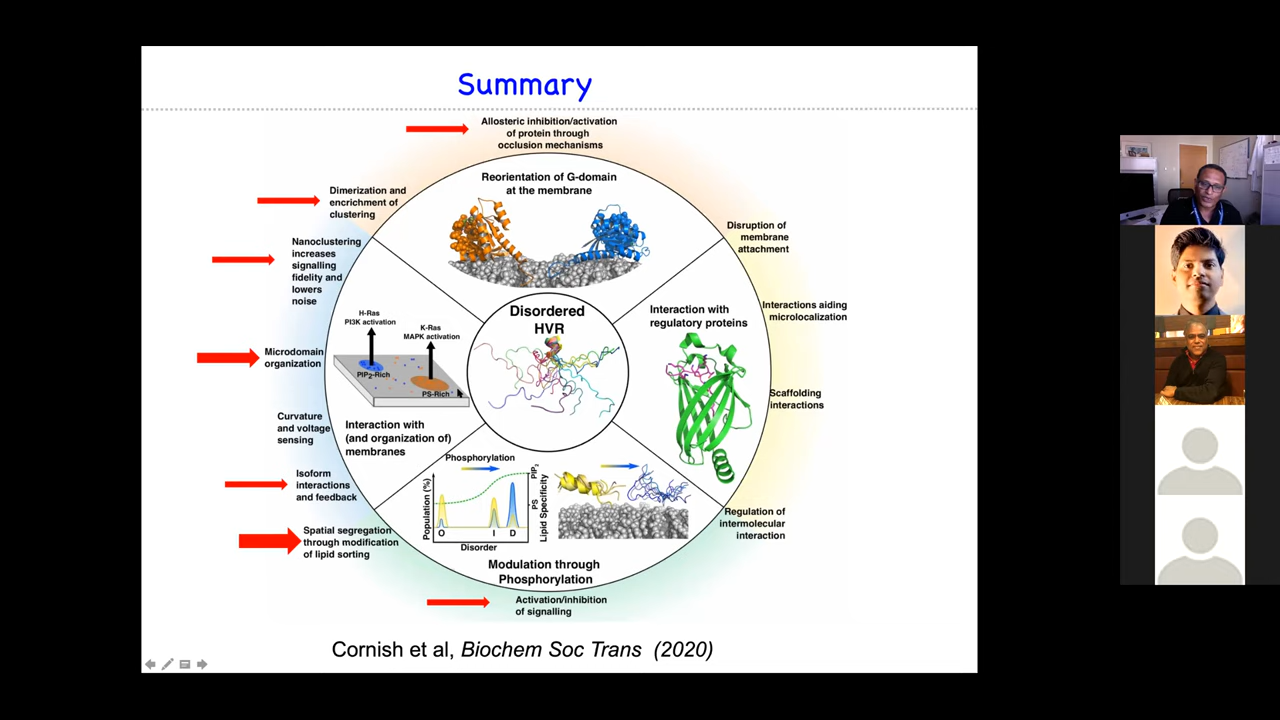 Summary
Allosteric inhibition/activation
of protein through
occlusion mechanisms
Reorientation of G-domain
at the membrane
Dimerization and
encrichment of
clustering
Nanoclustering
increases
signalling
fidelity and
lowers
noise
Microdomain
organization
Curvature
and voltage
sensing
Isoform
interactions
and feedback
Spatial segregation
through modification
of lipid sorting
H-Ras
PI3K activation
K-Ras
MAPK activation
PIP2-Rich
PS-Rich
Interaction with
(and organization of)
membranes
Disordered
HVR
Interaction with
regulatory proteins
Disruption of
membrane
attachment
Interactions aiding
microlocalization
Scaffolding
interactions
Regulation of
intermolecular
interaction
Phosphorylation
Population (%)
O
I
D
Disorder
PIP2
PS
Lipid Specificity
Modulation through
Phosphorylation
Activation/inhibition
of signalling
Cornish et al, Biochem Soc Trans (2020)